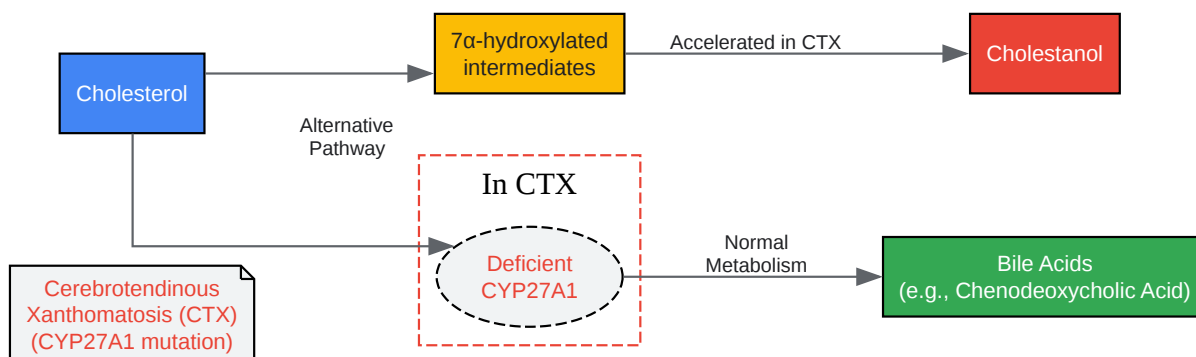 7α-hydroxylated
intermediates
Accelerated in CTX
Cholestanol
Cholesterol
Alternative
Pathway
In CTX
Deficient
CYP27A1
Normal
Metabolism
Bile Acids
(e.g., Chenodeoxycholic Acid)
Cerebrotendinous
Xanthomatosis (CTX)
(CYP27A1 mutation)